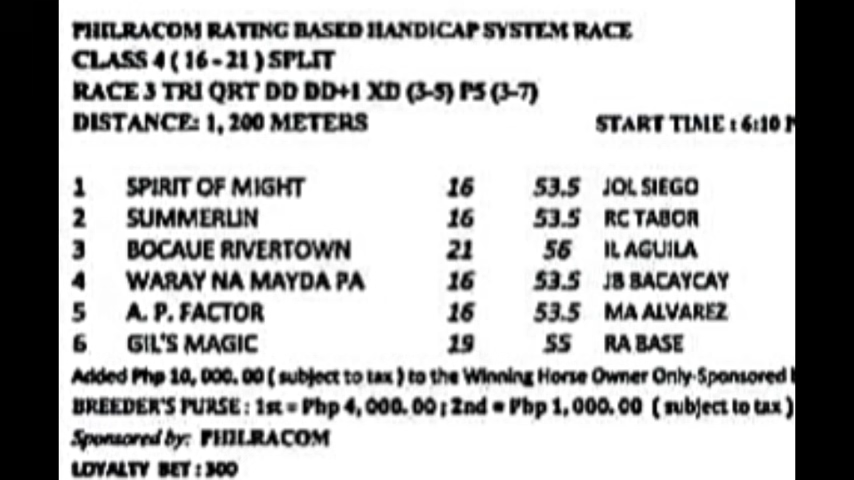 PHILRACOM RATING BASED HANDICAP SYSTEM RACE
CLASS 4 ( 16 - 21 ) SPLIT
RACE 3 TRI QRT DD DD+1 XD (3-5) P5 (3-7)
DISTANCE: 1, 200 METERS START TIME : 6:10
1 SPIRIT OF MIGHT 16 53.5 JOL SIEGO
2 SUMMERLIN 16 53.5 RC TABOR
3 BOCAUE RIVERTOWN 21 56 IL AGUILA
4 WARAY NA MAYDA PA 16 53.5 JB BACAYCAY
5 A. P. FACTOR 16 53.5 MA ALVAREZ
6 GIL'S MAGIC 19 55 RA BASE
Added Php 10, 000. 00 ( subject to tax ) to the Winning Horse Owner Only-Sponsored
BREEDER'S PURSE : 1st = Php 4, 000. 00 ; 2nd = Php 1, 000. 00 ( subject to tax )
Sponsored by: PHILRACOM
LOYALTY BET : 300